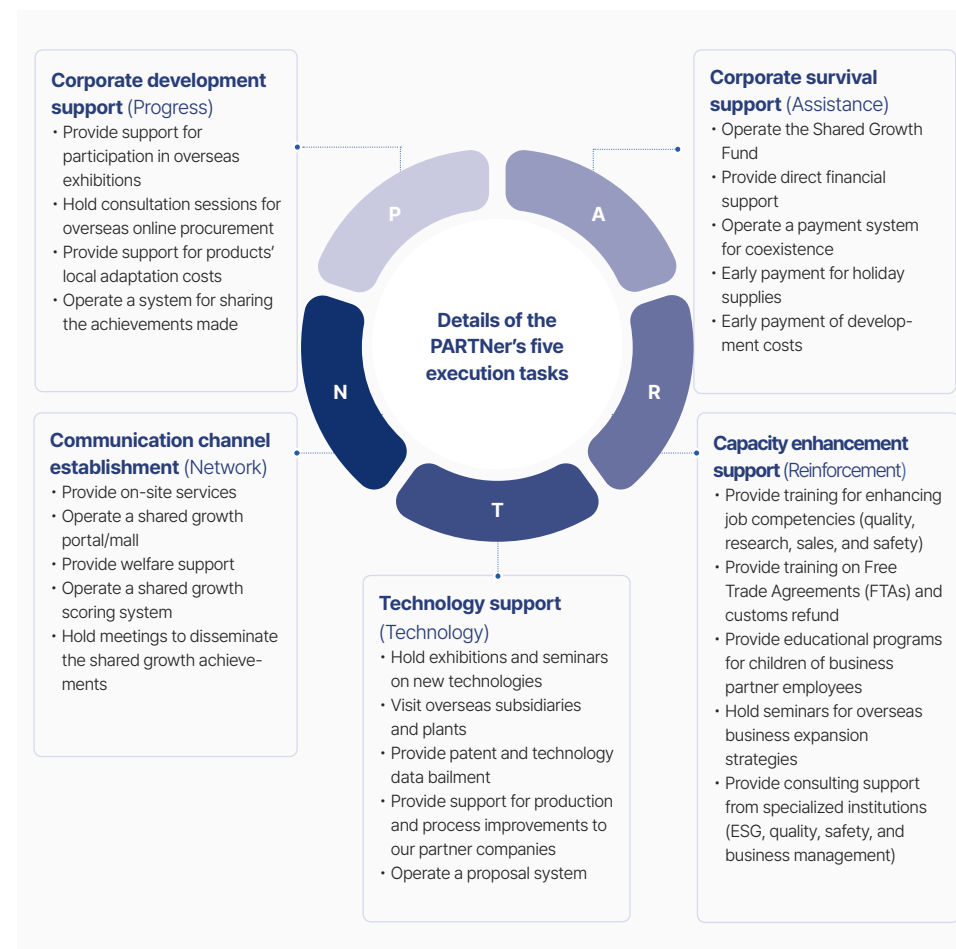 Corporate development
support (Progress)
• Provide support for
participation in overseas
exhibitions
• Hold consultation sessions for
overseas online procurement
• Provide support for products’
local adaptation costs
• Operate a system for sharing
the achievements made
Corporate survival
support (Assistance)
• Operate the Shared Growth
Fund
• Provide direct financial
support
• Operate a payment system
for coexistence
• Early payment for holiday
supplies
• Early payment of develop-
ment costs
P
A
R
T
N
Details of the
PARTNer’s five
execution tasks
Communication channel
establishment (Network)
• Provide on-site services
• Operate a shared growth
portal/mall
• Provide welfare support
• Operate a shared growth
scoring system
• Hold meetings to disseminate
the shared growth achieve-
ments
Technology support
(Technology)
• Hold exhibitions and seminars
on new technologies
• Visit overseas subsidiaries
and plants
• Provide patent and technology
data bailment
• Provide support for production
and process improvements to
our partner companies
• Operate a proposal system
Capacity enhancement
support (Reinforcement)
• Provide training for enhancing
job competencies (quality,
research, sales, and safety)
• Provide training on Free
Trade Agreements (FTAs) and
customs refund
• Provide educational programs
for children of business
partner employees
• Hold seminars for overseas
business expansion
strategies
• Provide consulting support
from specialized institutions
(ESG, quality, safety, and
business management)